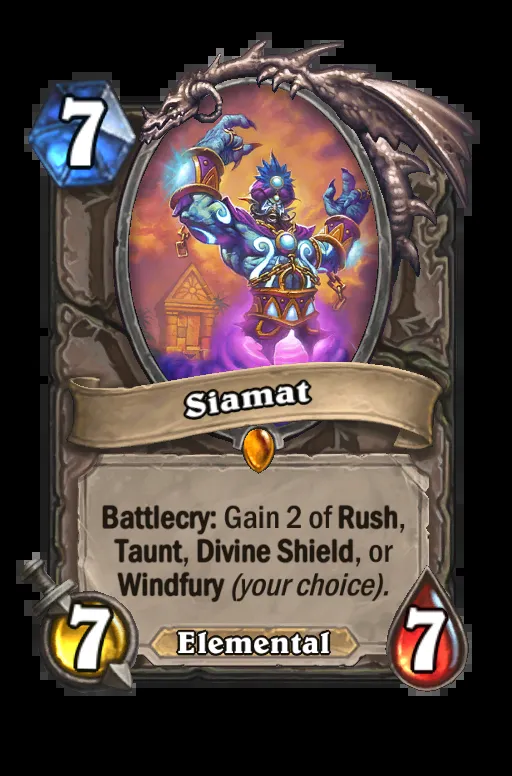 7
Siamat
Battlecry: Gain 2 of Rush,
Taunt, Divine Shield, or
Windfury (your choice).
7
Elemental
7